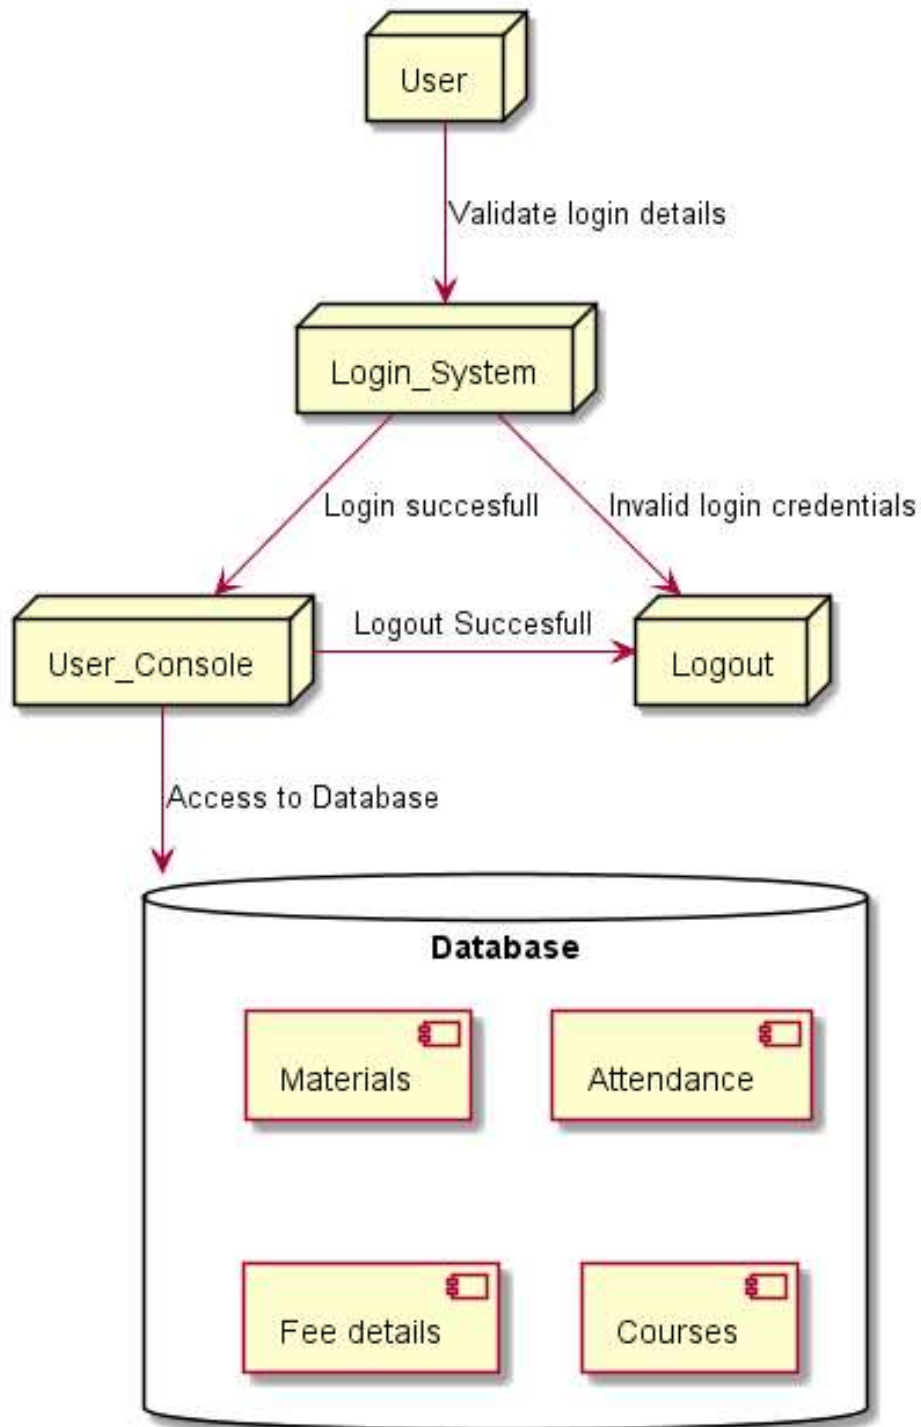 User
Validate login details
Login_System
Login succesfull
Invalid login credentials
Logout Succesfull
User_Console
Logout
Access to Database
Database
Materials
Attendance
Fee details
Courses